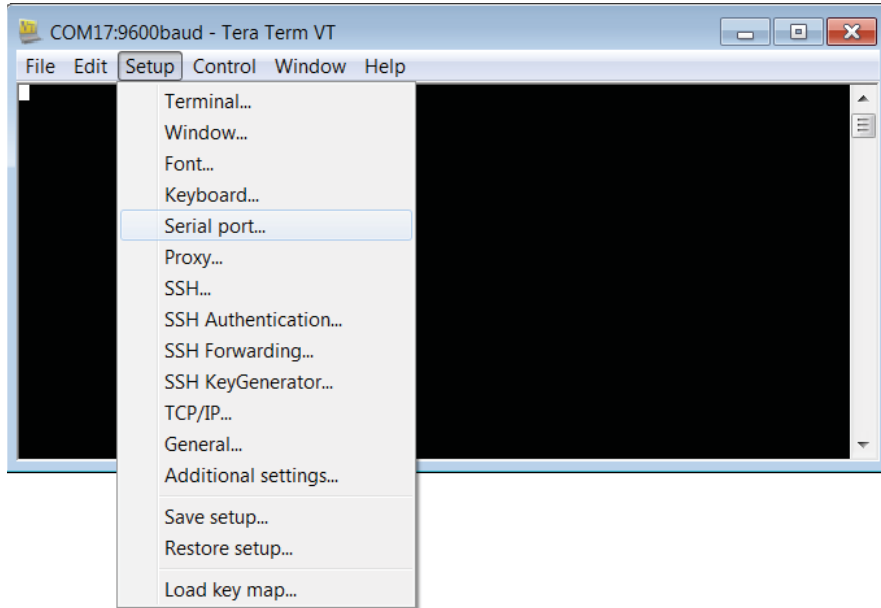 COM17:9600baud - Tera Term VT
File Edit Setup Control Window Help
Terminal...
Window...
Font...
Keyboard...
Serial port...
Proxy...
SSH...
SSH Authentication...
SSH Forwarding...
SSH KeyGenerator...
TCP/IP...
General...
Additional settings...
Save setup...
Restore setup...
Load key map...